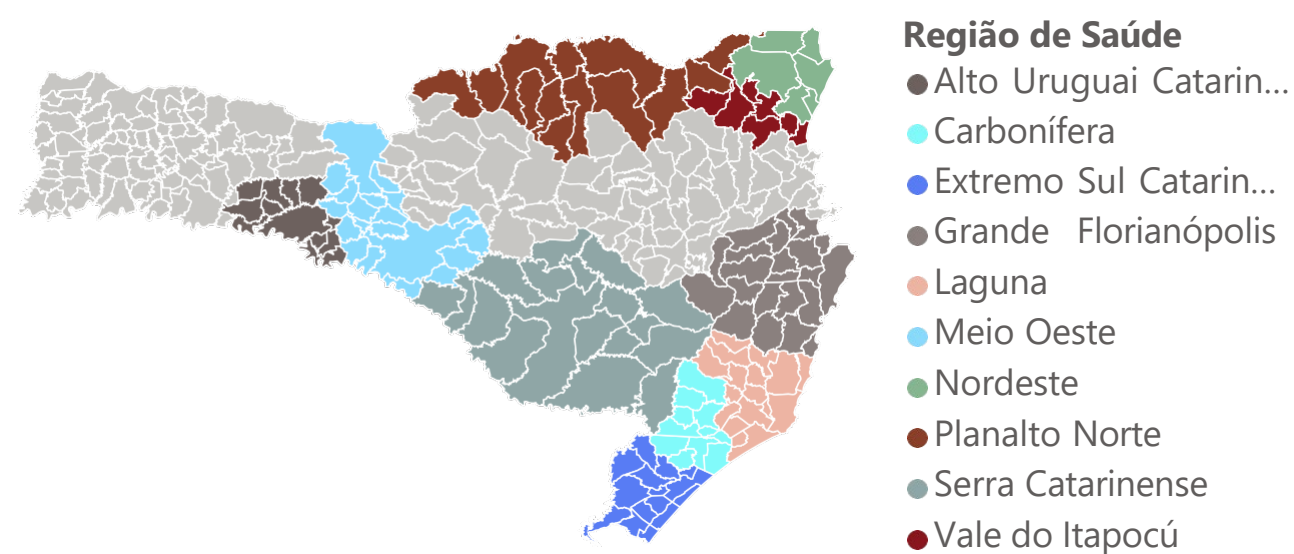 Região de Saúde
Alto Uruguai Catarin...
Carbonífera
Extremo Sul Catarin...
Grande Florianópolis
Laguna
Meio Oeste
Nordeste
Planalto Norte
Serra Catarinense
Vale do Itapocú